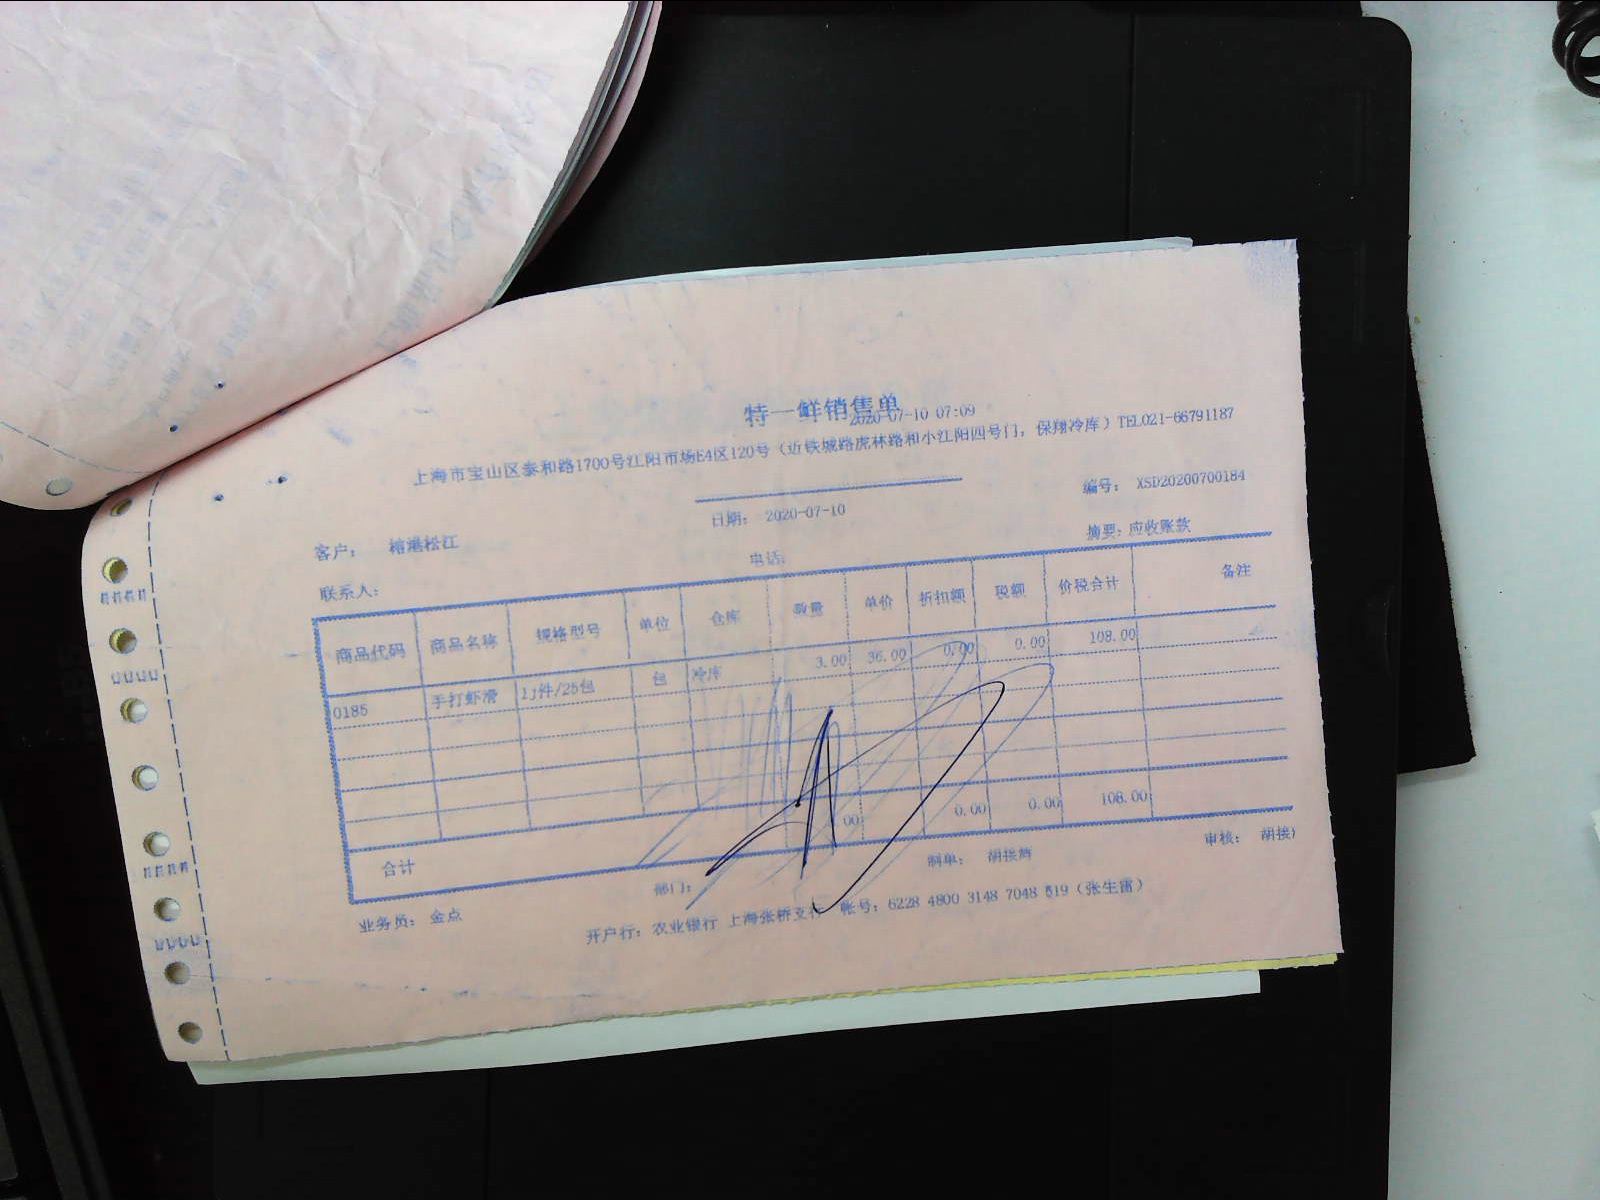 特一鲜销售单
2020-07-10 07:09
上海市宝山区泰和路1700号江阳市场E4区120号（近铁城路虎林路和小江阳四号门，保翔冷库）TEL021-66791187
编号： XSD20200700184
日期： 2020-07-10
客户： 榕港松江
摘要：应收账款
电话：
联系人：
商品代码 商品名称 规格型号 单位 仓库 数量 单价 折扣额 税额 价税合计 备注
0185 手打虾滑 包 冷库 3.00 36.00 0.00 0.00 108.00
合计 00 0.00 0.00 108.00
业务员： 金点 部门： 制单： 审核：
开户行：农业银行 上海张桥支行 帐号：6228 4800 3148 7048 519（张生雷）